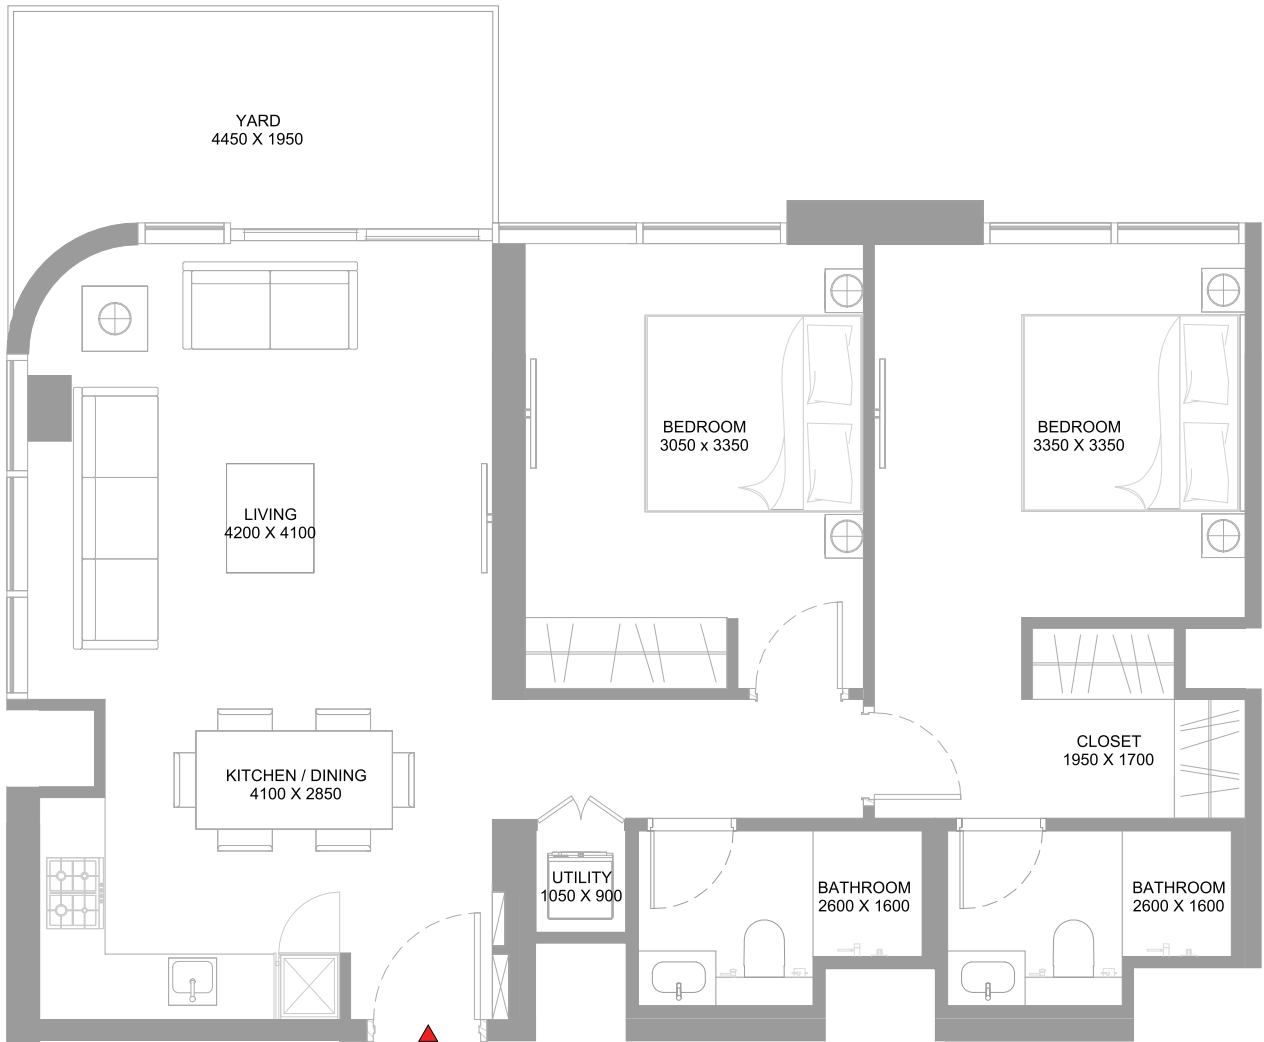 YARD
4450 X 1950
BEDROOM
3050 x 3350
BEDROOM
3350 X 3350
LIVING
4200 X 4100
CLOSET
1950 X 1700
KITCHEN / DINING
4100 X 2850
UTILITY
1050 X 900
BATHROOM
2600 X 1600
BATHROOM
2600 X 1600